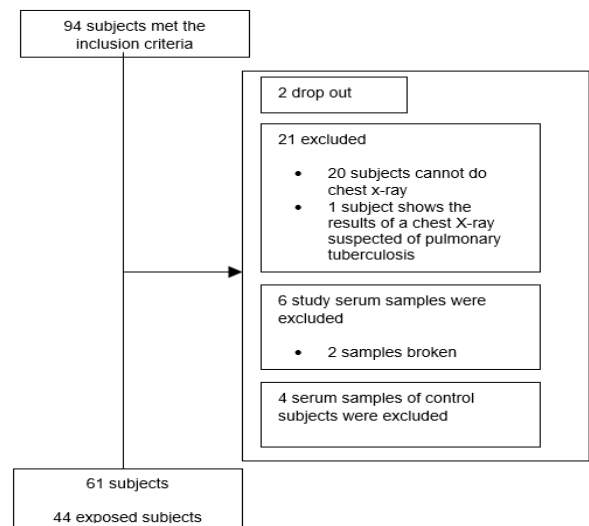 94 subjects met the
inclusion criteria
2 drop out
21 excluded
• 20 subjects cannot do
chest x-ray
• 1 subject shows the
results of a chest X-ray
suspected of pulmonary
tuberculosis
6 study serum samples were
excluded
• 2 samples broken
4 serum samples of control
subjects were excluded
61 subjects
44 exposed subjects